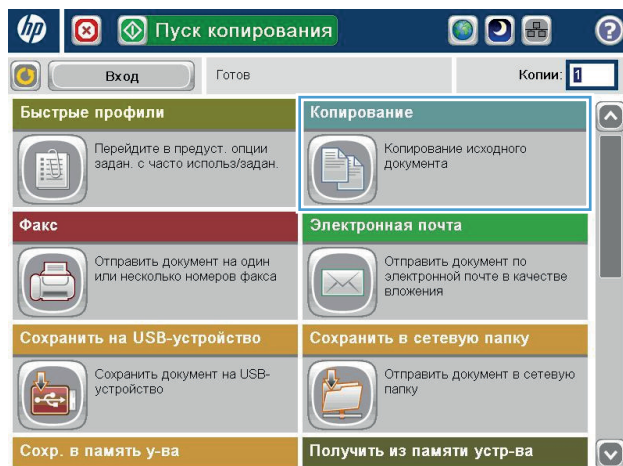 hp
Пуск копирования
?
Вход
Готов
Копии: 1
Быстрые профили
Перейдите в предуст. опции
задан. с часто использ/задан.
Копирование
Копирование исходного
документа
Факс
Отправить документ на один
или несколько номеров факса
Электронная почта
Отправить документ по
электронной почте в качестве
вложения
Сохранить на USB-устройство
Сохранить документ на USB-
устройство
Сохранить в сетевую папку
Отправить документ в сетевую
папку
Сохр. в память у-ва
Получить из памяти устр-ва